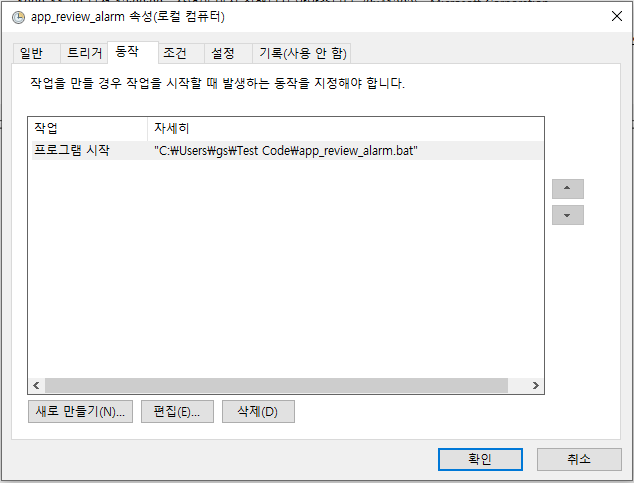 app_review_alarm 속성(로컬 컴퓨터)
일반 트리거 동작 조건 설정 기록(사용 안 함)
작업을 만들 경우 작업을 시작할 때 발생하는 동작을 지정해야 합니다.
작업 자세히
프로그램 시작 "C:₩Users₩gs₩Test Code₩app_review_alarm.bat"
새로 만들기(N)... 편집(E)... 삭제(D)
확인 취소